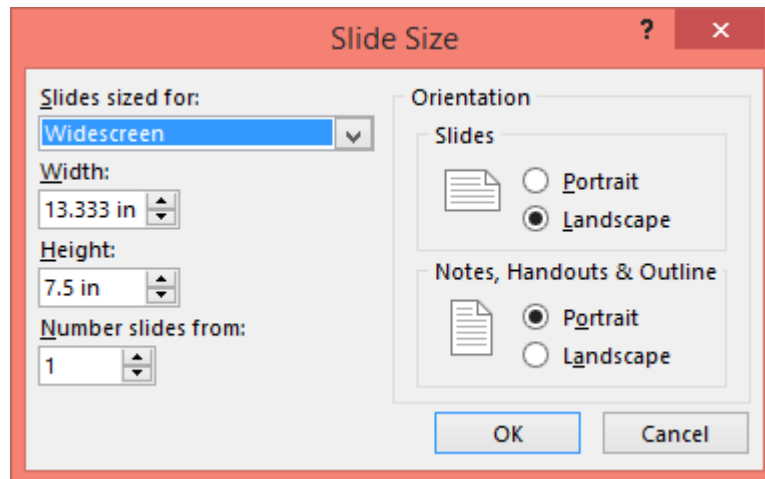 Slide Size
?
Slides sized for:
Widescreen
Width:
13.333 in
Height:
7.5 in
Number slides from:
1
Orientation
Slides
Portrait
Landscape
Notes, Handouts & Outline
Portrait
Landscape
OK
Cancel